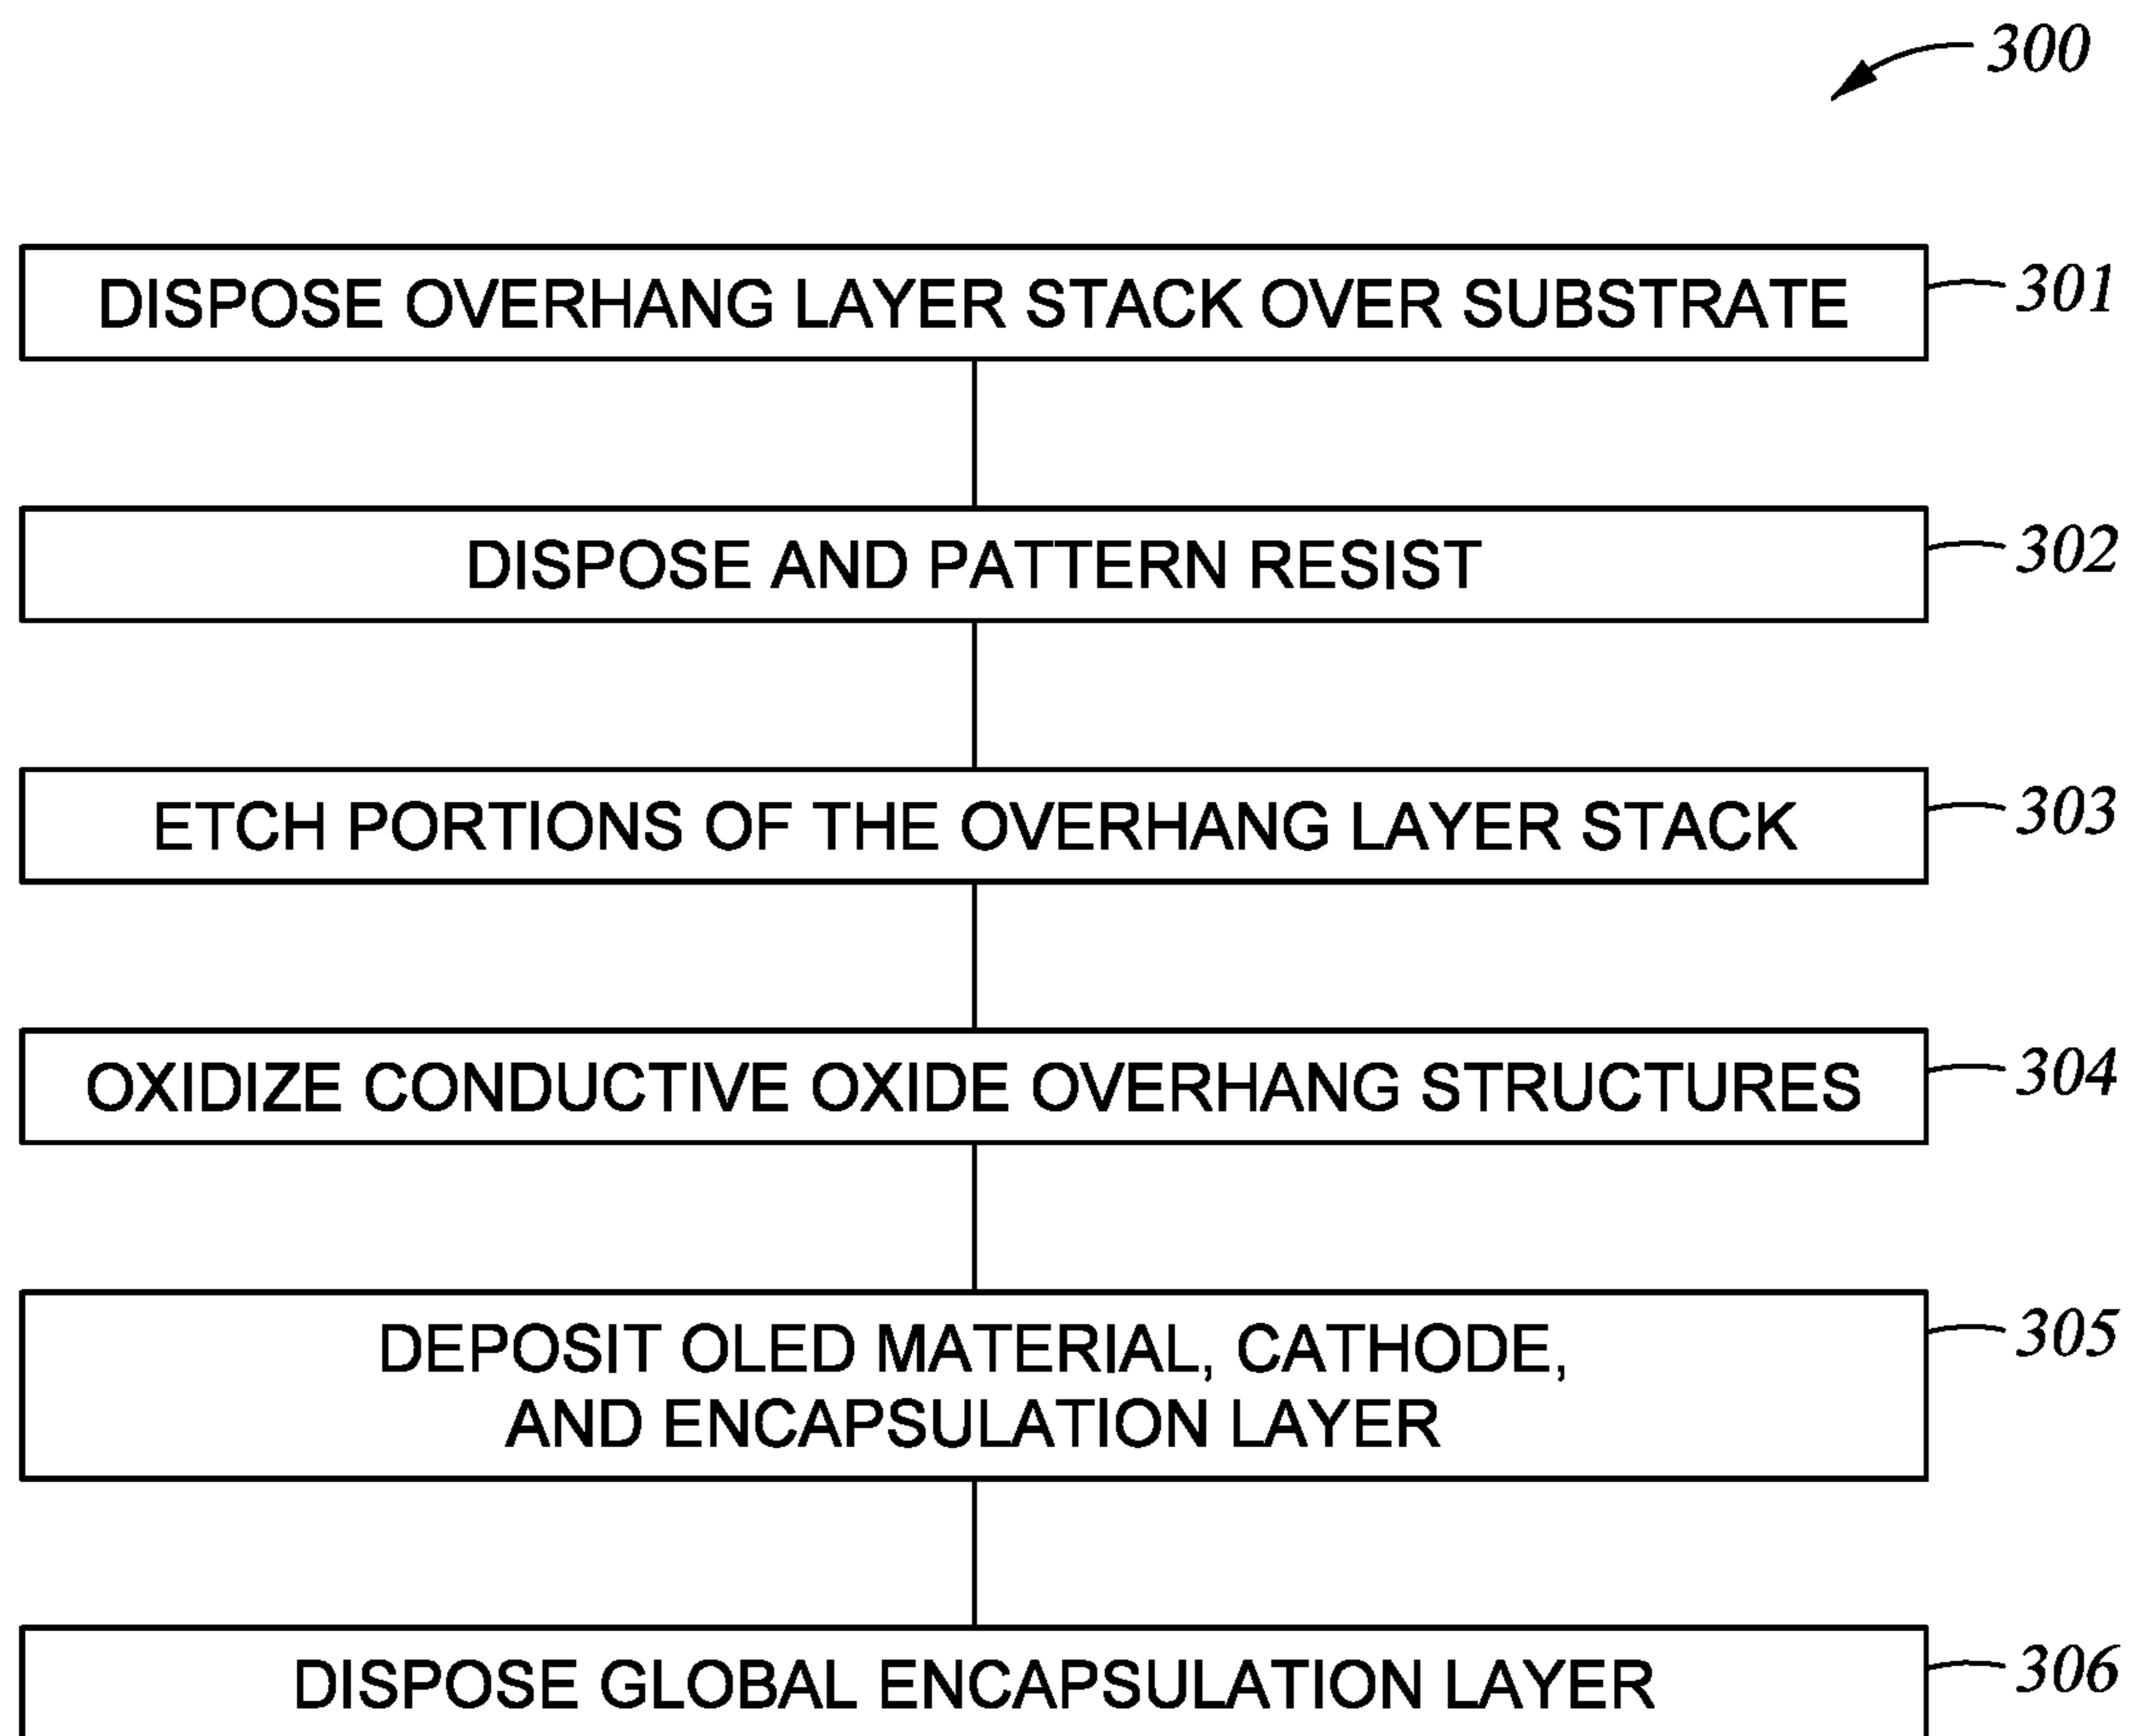 300
DISPOSE OVERHANG LAYER STACK OVER SUBSTRATE 301
DISPOSE AND PATTERN RESIST 302
ETCH PORTIONS OF THE OVERHANG LAYER STACK 303
OXIDIZE CONDUCTIVE OXIDE OVERHANG STRUCTURES 304
DEPOSIT OLED MATERIAL, CATHODE, 305
AND ENCAPSULATION LAYER
DISPOSE GLOBAL ENCAPSULATION LAYER 306